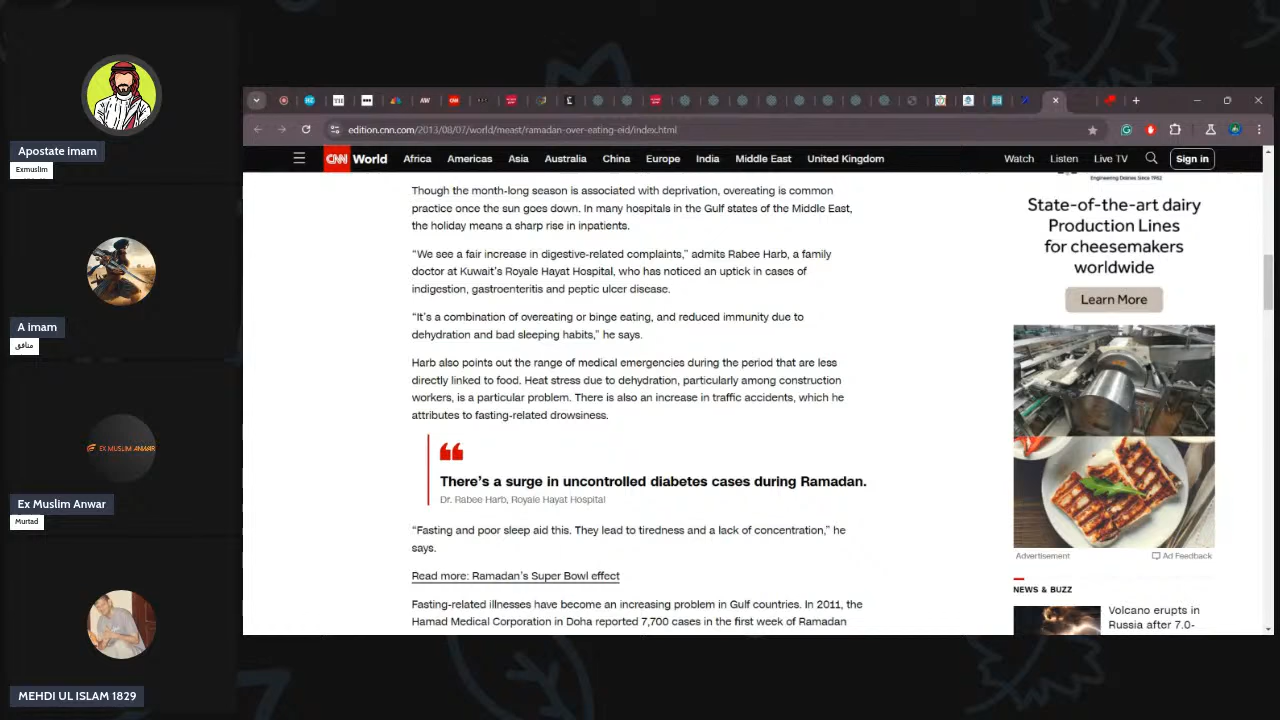 Apostate imam
Exmuslim
A imam
منافق
EX MUSLIM ANWAR
Ex Muslim Anwar
Murtad
MEHDI UL ISLAM 1829
edition.cnn.com/2013/08/07/world/meast/ramadan-over-eating-eid/index.html
CNN World Africa Americas Asia Australia China Europe India Middle East United Kingdom Watch Listen Live TV Sign in
Though the month-long season is associated with deprivation, overeating is common
practice once the sun goes down. In many hospitals in the Gulf states of the Middle East,
the holiday means a sharp rise in inpatients.
“We see a fair increase in digestive-related complaints,” admits Rabee Harb, a family
doctor at Kuwait’s Royale Hayat Hospital, who has noticed an uptick in cases of
indigestion, gastroenteritis and peptic ulcer disease.
“It’s a combination of overeating or binge eating, and reduced immunity due to
dehydration and bad sleeping habits,” he says.
Harb also points out the range of medical emergencies during the period that are less
directly linked to food. Heat stress due to dehydration, particularly among construction
workers, is a particular problem. There is also an increase in traffic accidents, which he
attributes to fasting-related drowsiness.
There’s a surge in uncontrolled diabetes cases during Ramadan.
Dr. Rabee Harb, Royale Hayat Hospital
“Fasting and poor sleep aid this. They lead to tiredness and a lack of concentration,” he
says.
Read more: Ramadan’s Super Bowl effect
Fasting-related illnesses have become an increasing problem in Gulf countries. In 2011, the
Hamad Medical Corporation in Doha reported 7,700 cases in the first week of Ramadan
Engineering Dairies Since 1952
State-of-the-art dairy
Production Lines
for cheesemakers
worldwide
Learn More
Advertisement
Ad Feedback
NEWS & BUZZ
Volcano erupts in
Russia after 7.0-